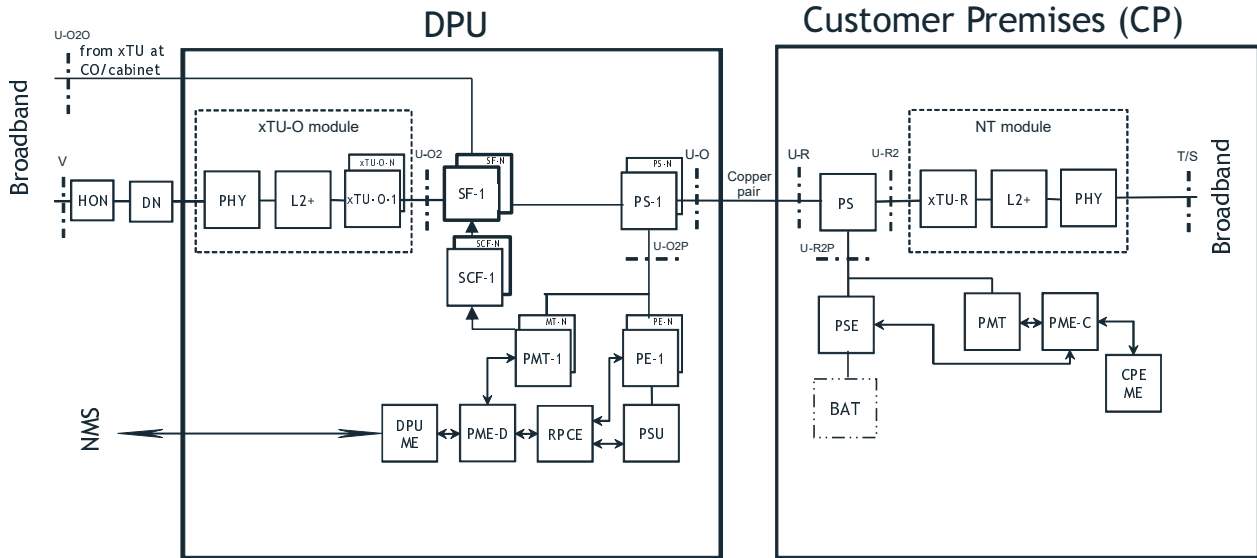 DPU
Customer Premises (CP)
U-O2O
from xTU at
CO/cabinet
Broadband
xTU-O module
NT module
V
U-O2
U-O
U-R
U-R2
T/S
Broadband
HON
DN
PHY
L2+
xTU-O-N
xTU-O-1
SF-N
SF-1
PS-N
PS-1
Copper
pair
PS
xTU-R
L2+
PHY
U-O2P
U-R2P
SCF-N
SCF-1
MT-N
PMT-1
PE-N
PE-1
PSE
PMT
PME-C
CPE
ME
BAT
NMS
DPU
ME
PME-D
RPCE
PSU